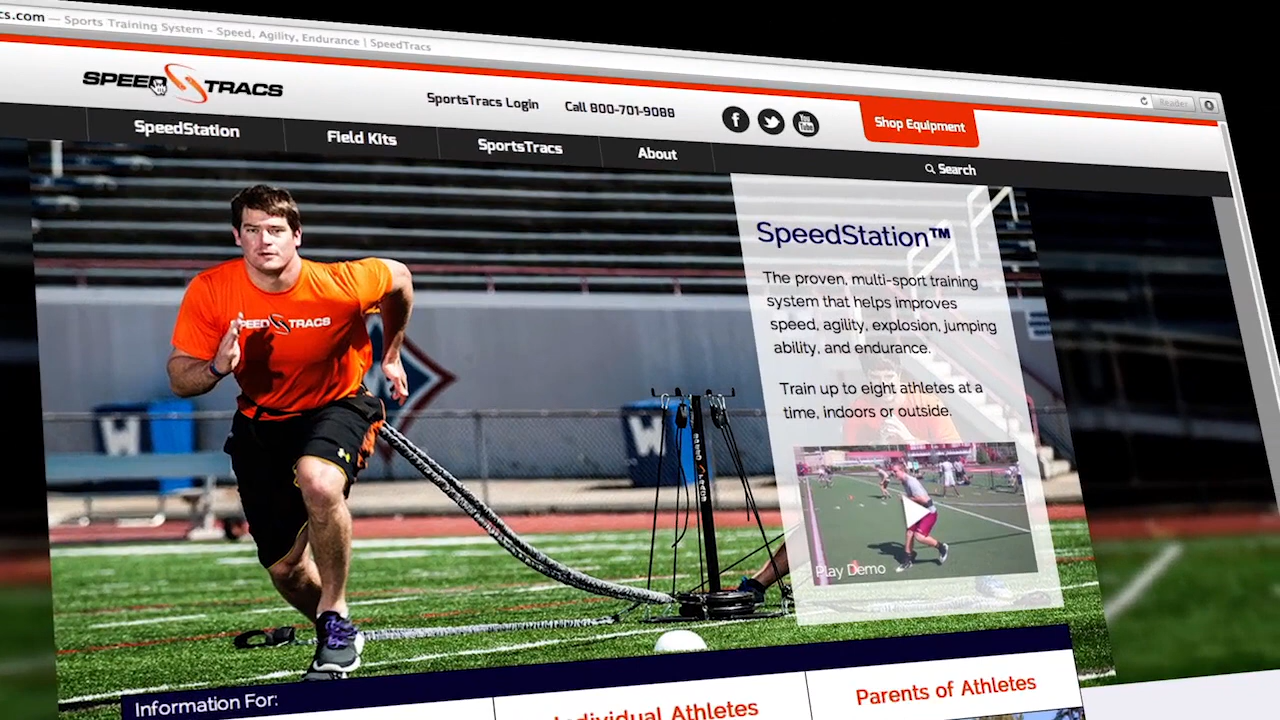 cs.com — Sports Training System – Speed, Agility, Endurance | SpeedTracs
Reader
SPEED TRACS
SportsTracs Login
Call 800-701-9088
You Tube
Shop Equipment
SpeedStation
Field Kits
SportsTracs
About
Search
SPEED TRACS
W
W
SpeedStation™
The proven, multi-sport training
system that helps improves
speed, agility, explosion, jumping
ability, and endurance.
Train up to eight athletes at a
time, indoors or outside.
Play Demo
Information For:
Individual Athletes
Parents of Athletes